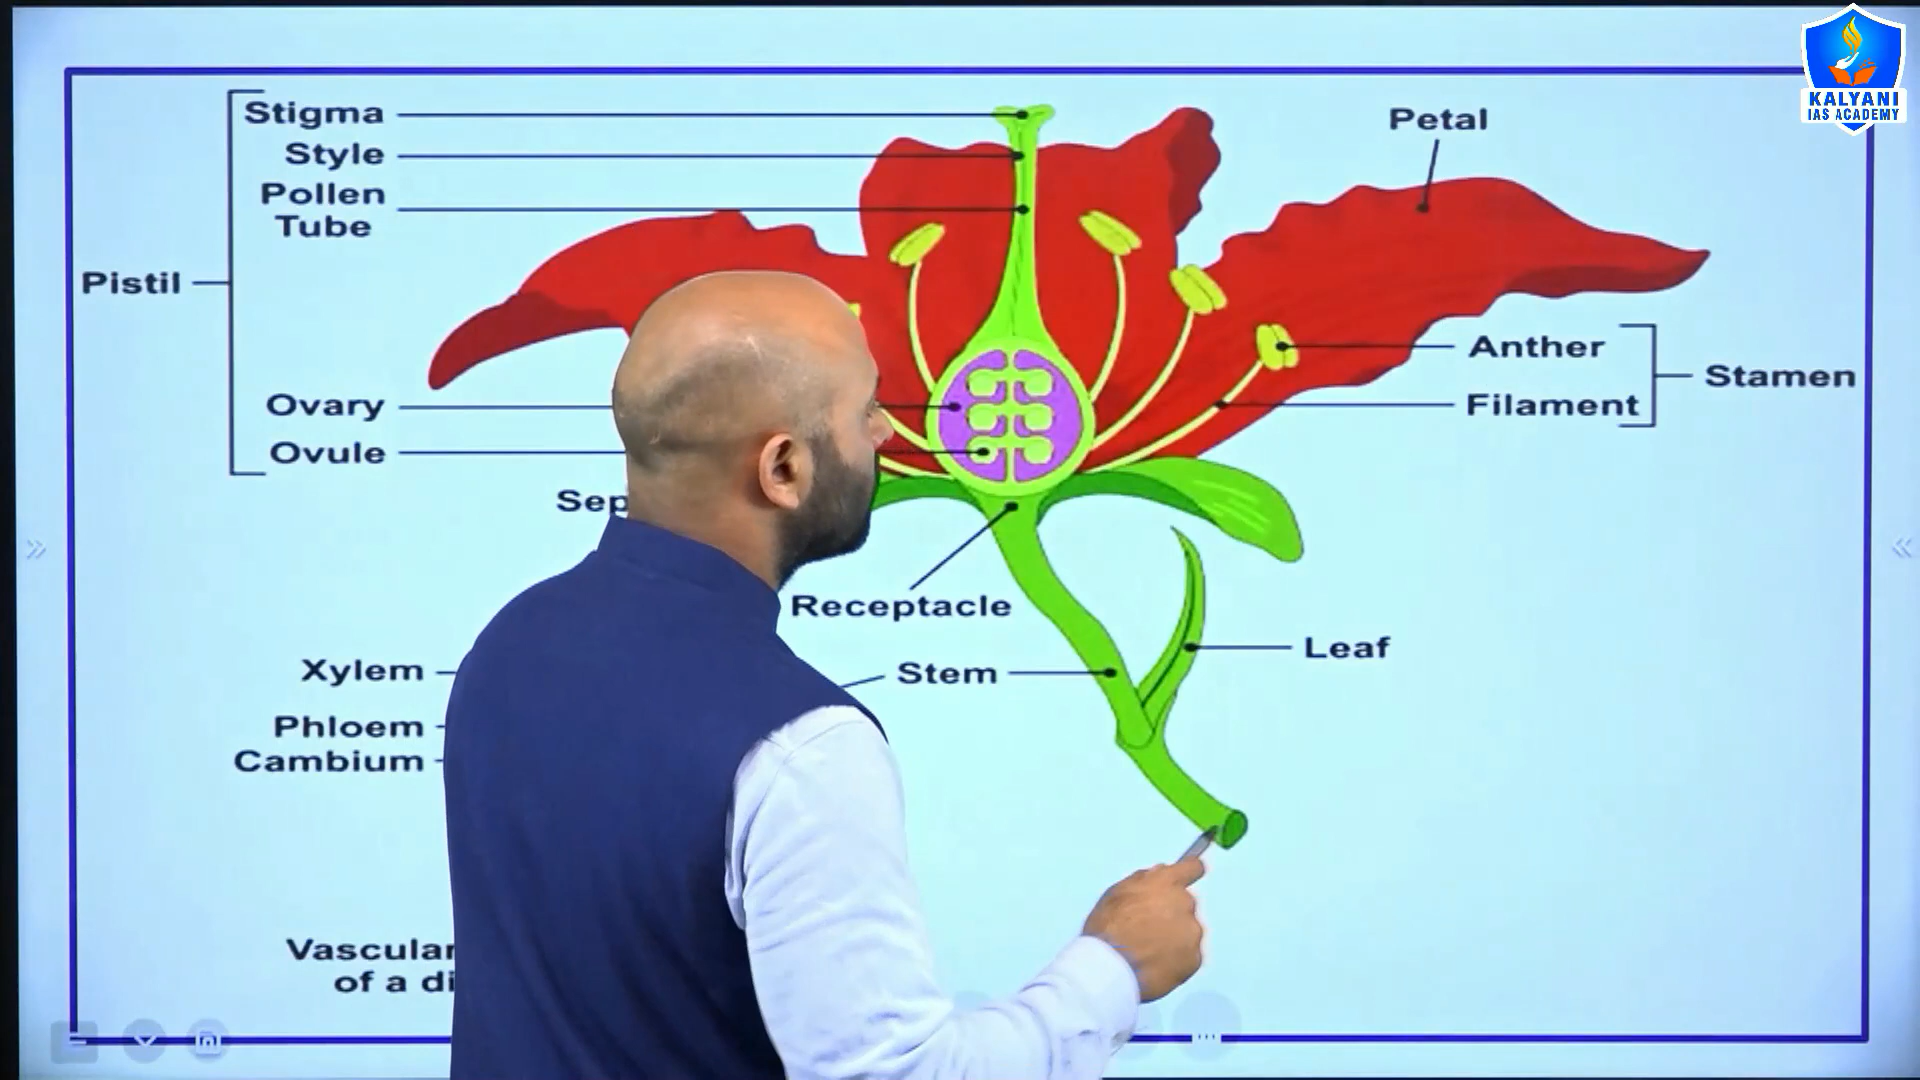 KALYANI
IAS ACADEMY
Stigma
Style
Pollen
Tube
Pistil
Ovary
Ovule
Petal
Anther
Filament
Stamen
Receptacle
Xylem
Stem
Leaf
Phloem
Cambium
of a